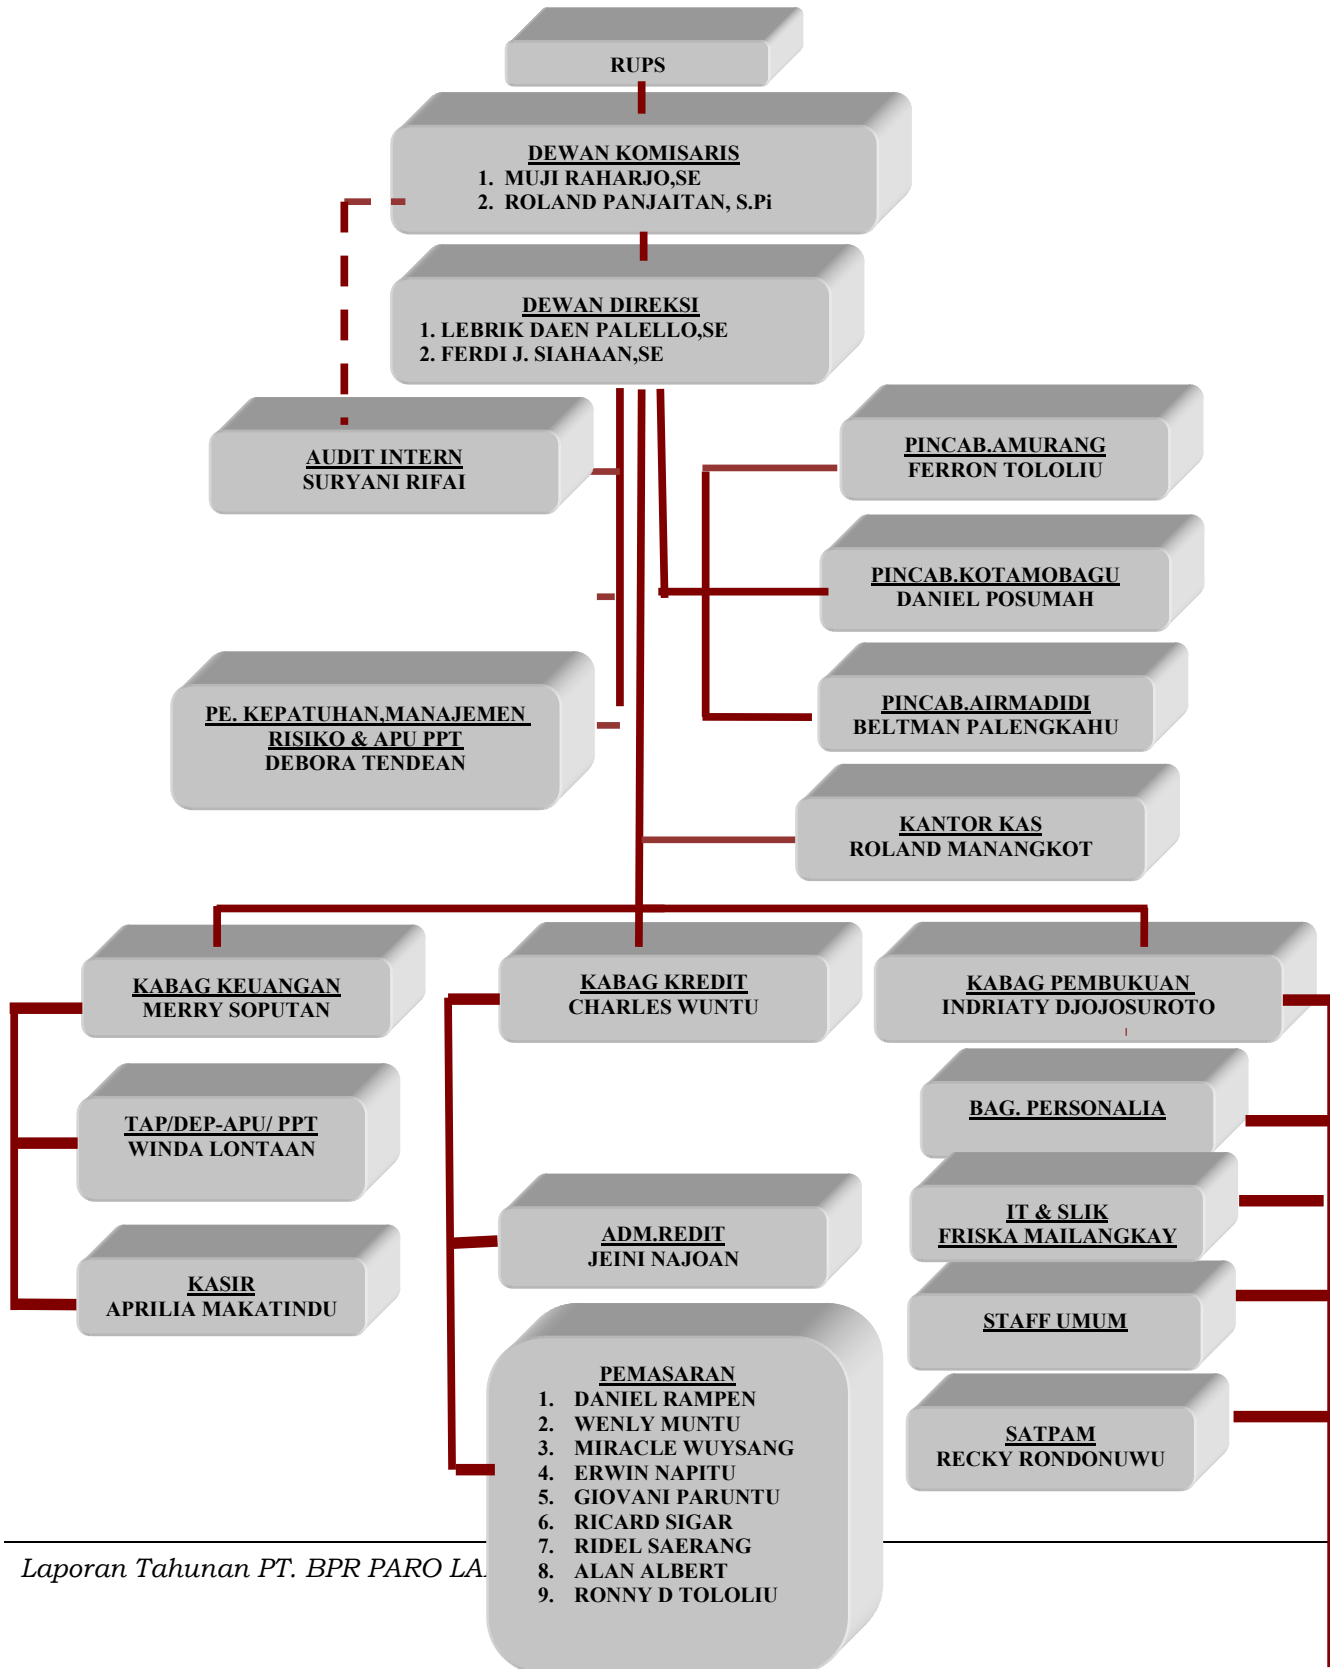 RUPS
DEWAN KOMISARIS
1. MUJI RAHARJO,SE
2. ROLAND PANJAITAN, S.Pi
DEWAN DIREKSI
1. LEBRIK DAEN PALELLO,SE
2. FERDI J. SIAHAAN,SE
AUDIT INTERN
SURYANI RIFAI
PINCAB.AMURANG
FERRON TOLOLIU
PINCAB.KOTAMOBAGU
DANIEL POSUMAH
PE. KEPATUHAN,MANAJEMEN
RISIKO & APU PPT
DEBORA TENDEAN
PINCAB.AIRMADIDI
BELTMAN PALENGKAHU
KANTOR KAS
ROLAND MANANGKOT
KABAG KEUANGAN
MERRY SOPUTAN
TAP/DEP-APU/ PPT
WINDA LONTAAN
KASIR
APRILIA MAKATINDU
KABAG KREDIT
CHARLES WUNTU
ADM.REDIT
JEINI NAJOAN
PEMASARAN
1. DANIEL RAMPEN
2. WENLY MUNTU
3. MIRACLE WUYSANG
4. ERWIN NAPITU
5. GIOVANI PARUNTU
6. RICARD SIGAR
7. RIDEL SAERANG
8. ALAN ALBERT
9. RONNY D TOLOLIU
KABAG PEMBUKUAN
INDRIATY DJOJOSUROTO
BAG. PERSONALIA
IT & SLIK
FRISKA MAILANGKAY
STAFF UMUM
SATPAM
RECKY RONDONUWU
Laporan Tahunan PT. BPR PARO